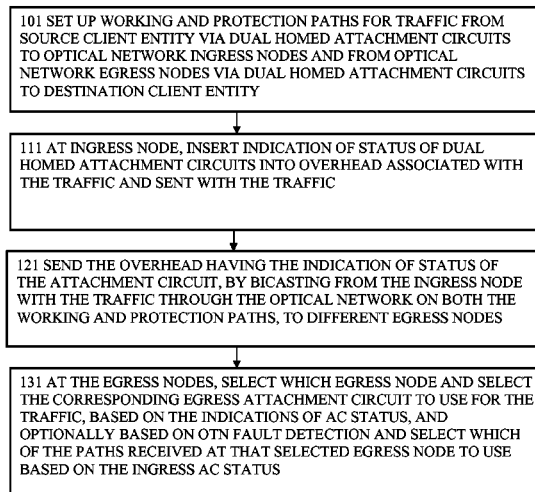 101 SET UP WORKING AND PROTECTION PATHS FOR TRAFFIC FROM
SOURCE CLIENT ENTITY VIA DUAL HOMED ATTACHMENT CIRCUITS
TO OPTICAL NETWORK INGRESS NODES AND FROM OPTICAL
NETWORK EGRESS NODES VIA DUAL HOMED ATTACHMENT CIRCUITS
TO DESTINATION CLIENT ENTITY
111 AT INGRESS NODE, INSERT INDICATION OF STATUS OF DUAL
HOMED ATTACHMENT CIRCUITS INTO OVERHEAD ASSOCIATED WITH
THE TRAFFIC AND SENT WITH THE TRAFFIC
121 SEND THE OVERHEAD HAVING THE INDICATION OF STATUS OF
THE ATTACHMENT CIRCUIT, BY BICASTING FROM THE INGRESS NODE
WITH THE TRAFFIC THROUGH THE OPTICAL NETWORK ON BOTH THE
WORKING AND PROTECTION PATHS, TO DIFFERENT EGRESS NODES
131 AT THE EGRESS NODES, SELECT WHICH EGRESS NODE AND SELECT
THE CORRESPONDING EGRESS ATTACHMENT CIRCUIT TO USE FOR THE
TRAFFIC, BASED ON THE INDICATIONS OF AC STATUS, AND
OPTIONALLY BASED ON OTN FAULT DETECTION AND SELECT WHICH
OF THE PATHS RECEIVED AT THAT SELECTED EGRESS NODE TO USE
BASED ON THE INGRESS AC STATUS